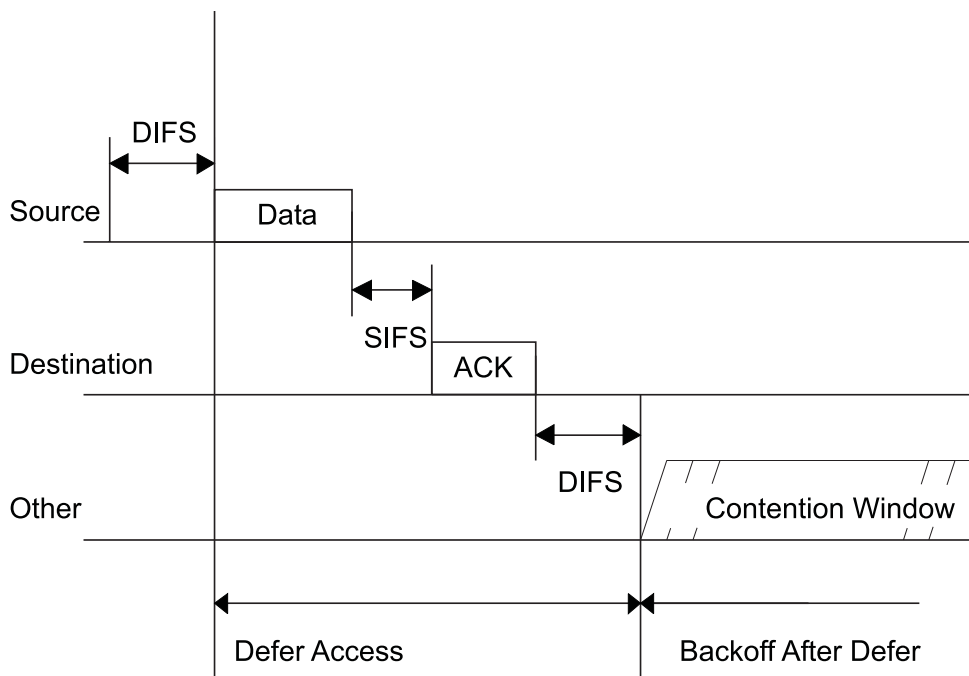 DIFS
Source
Data
SIFS
Destination
ACK
DIFS
Other
Contention Window
Defer Access
Backoff After Defer